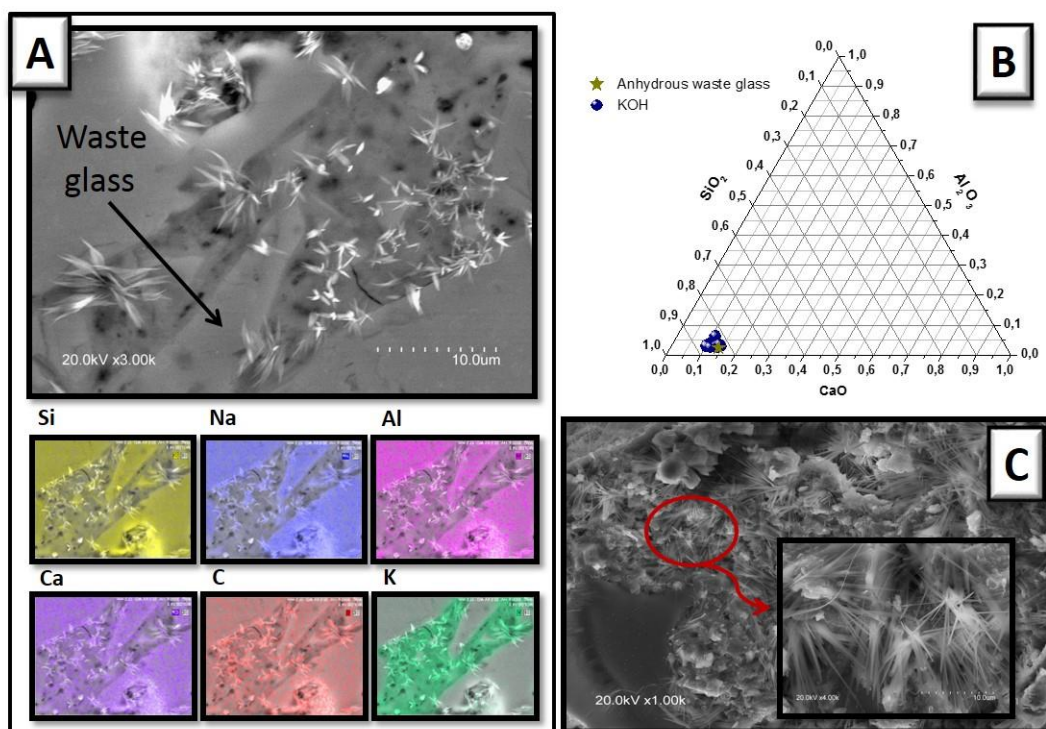 A
Waste
glass
20.0kV x3.00k
10.0um
Si
Na
Al
Ca
C
K
B
Anhydrous waste glass
KOH
SiO2
Al2O3
CaO
0,0
0,1
0,2
0,3
0,4
0,5
0,6
0,7
0,8
0,9
1,0
1,0
0,9
0,8
0,7
0,6
0,5
0,4
0,3
0,2
0,1
0,0
0,0
0,1
0,2
0,3
0,4
0,5
0,6
0,7
0,8
0,9
1,0
C
20.0kV x1.00k
20.0kV x4.00k
10.0um